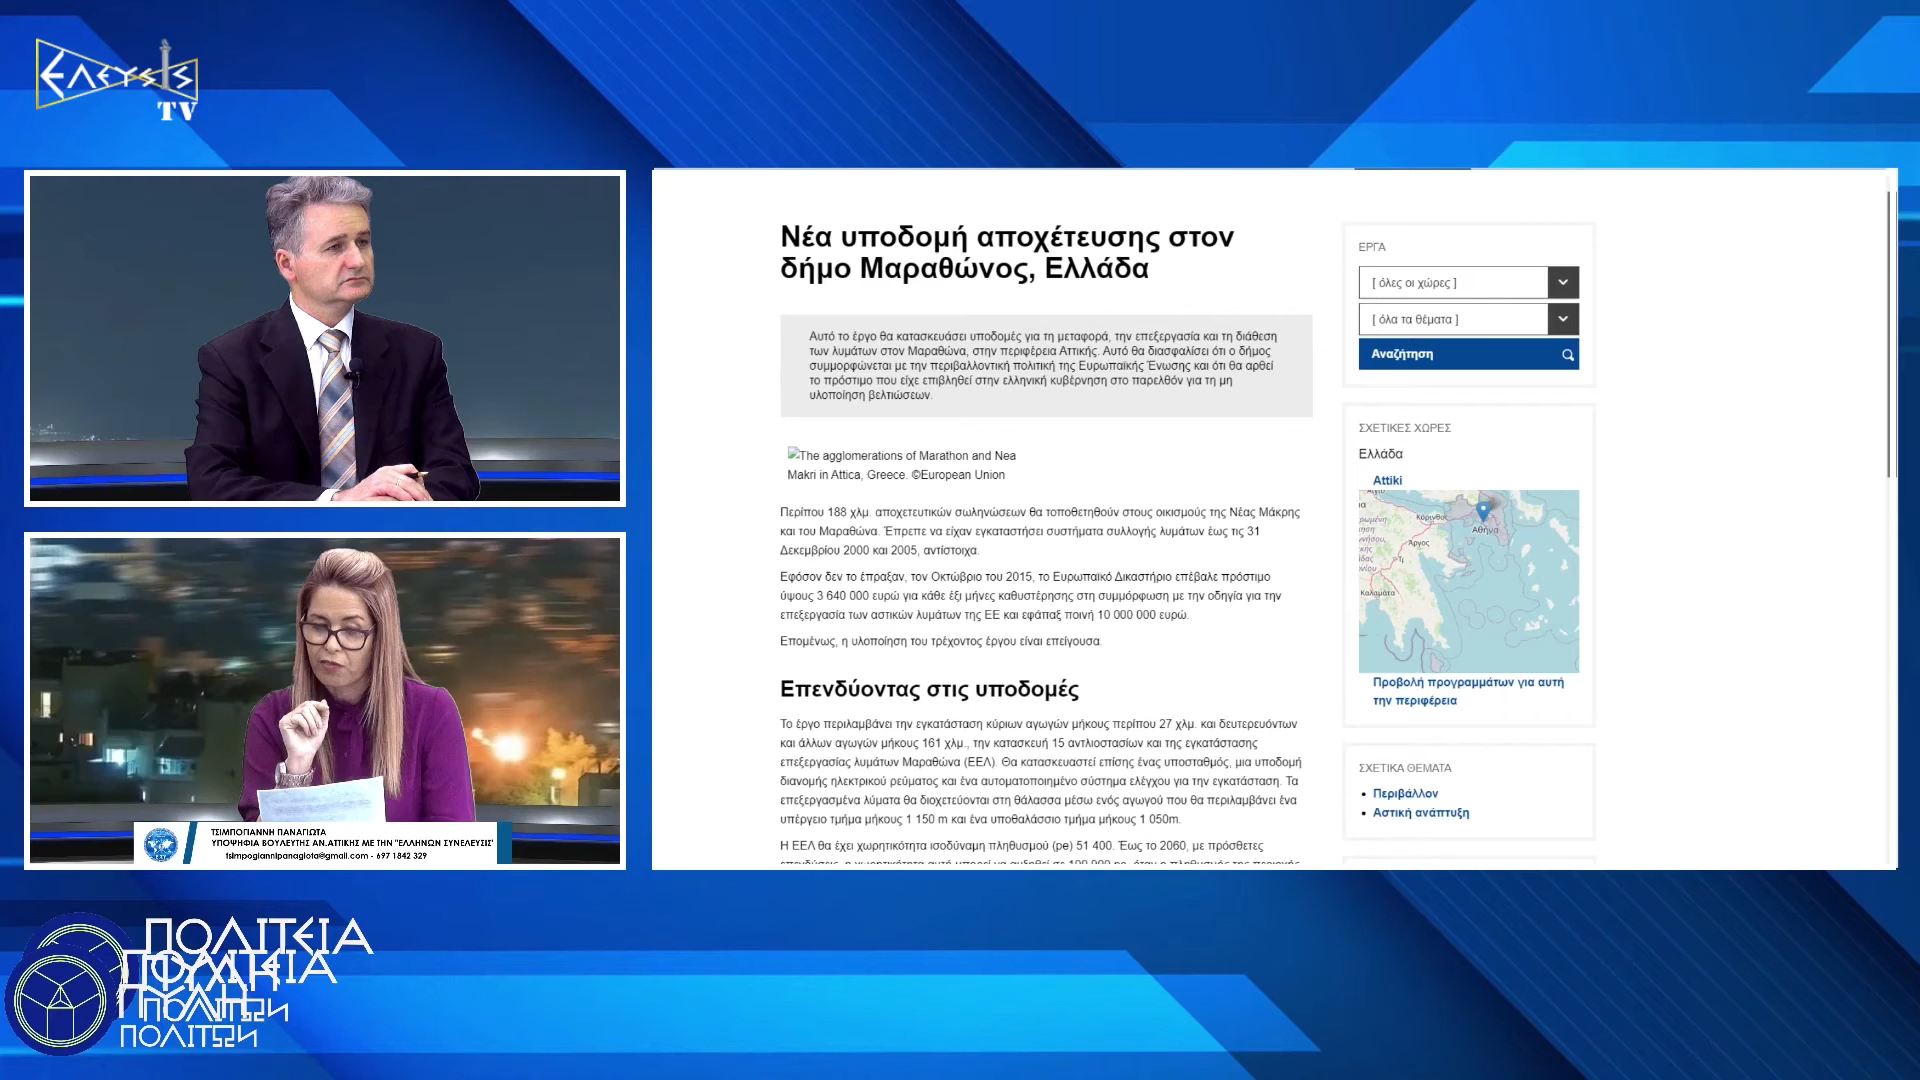 ΕΛΕΥSΙS
TV
Νέα υποδομή αποχέτευσης στον
δήμο Μαραθώνος, Ελλάδα
Αυτό το έργο θα κατασκευάσει υποδομές για τη μεταφορά, την επεξεργασία και τη διάθεση
των λυμάτων στον Μαραθώνα, στην περιφέρεια Αττικής. Αυτό θα διασφαλίσει ότι ο δήμος
συμμορφώνεται με την περιβαλλοντική πολιτική της Ευρωπαϊκής Ένωσης και ότι θα αρθεί
το πρόστιμο που είχε επιβληθεί στην ελληνική κυβέρνηση στο παρελθόν για τη μη
υλοποίηση βελτιώσεων.
The agglomerations of Marathon and Nea
Makri in Attica, Greece. ©European Union
Περίπου 188 χλμ. αποχετευτικών σωληνώσεων θα τοποθετηθούν στους οικισμούς της Νέας Μάκρης
και του Μαραθώνα. Έπρεπε να είχαν εγκαταστήσει συστήματα συλλογής λυμάτων έως τις 31
Δεκεμβρίου 2000 και 2005, αντίστοιχα.
Εφόσον δεν το έπραξαν, τον Οκτώβριο του 2015, το Ευρωπαϊκό Δικαστήριο επέβαλε πρόστιμο
ύψους 3 640 000 ευρώ για κάθε έξι μήνες καθυστέρησης στη συμμόρφωση με την οδηγία για την
επεξεργασία των αστικών λυμάτων της ΕΕ και εφάπαξ ποινή 10 000 000 ευρώ.
Επομένως, η υλοποίηση του τρέχοντος έργου είναι επείγουσα.
Επενδύοντας στις υποδομές
Το έργο περιλαμβάνει την εγκατάσταση κύριων αγωγών μήκους περίπου 27 χλμ. και δευτερευόντων
και άλλων αγωγών μήκους 161 χλμ., την κατασκευή 15 αντλιοστασίων και της εγκατάστασης
επεξεργασίας λυμάτων Μαραθώνα (ΕΕΛ). Θα κατασκευαστεί επίσης ένας υποσταθμός, μια υποδομή
διανομής ηλεκτρικού ρεύματος και ένα αυτοματοποιημένο σύστημα ελέγχου για την εγκατάσταση. Τα
επεξεργασμένα λύματα θα διοχετεύονται στη θάλασσα μέσω ενός αγωγού που θα περιλαμβάνει ένα
υπέργειο τμήμα μήκους 1 150 m και ένα υποθαλάσσιο τμήμα μήκους 1 050m.
Η ΕΕΛ θα έχει χωρητικότητα ισοδύναμη πληθυσμού (pe) 51 400. Έως το 2060, με πρόσθετες
ΕΡΓΑ
[ όλες οι χώρες ]
[ όλα τα θέματα ]
Αναζήτηση
ΣΧΕΤΙΚΕΣ ΧΩΡΕΣ
Ελλάδα
Attiki
Κόρινθος
Αθήνα
Άργος
Καλαμάτα
Προβολή προγραμμάτων για αυτή
την περιφέρεια
ΣΧΕΤΙΚΑ ΘΕΜΑΤΑ
• Περιβάλλον
• Αστική ανάπτυξη
ΤΣΙΜΠΟΓΙΑΝΝΗ ΠΑΝΑΓΙΩΤΑ
ΥΠΟΨΗΦΙΑ ΒΟΥΛΕΥΤΗΣ ΑΝ.ΑΤΤΙΚΗΣ ΜΕ ΤΗΝ "ΕΛΛΗΝΩΝ ΣΥΝΕΛΕΥΣΙΣ"
tsimpogiannipanagiota@gmail.com - 697 1842 329
ΠΟΛΙΤΕΙΑ
ΠΟΛΙΤΩΝ
ΠΟΛΙΤΩΝ